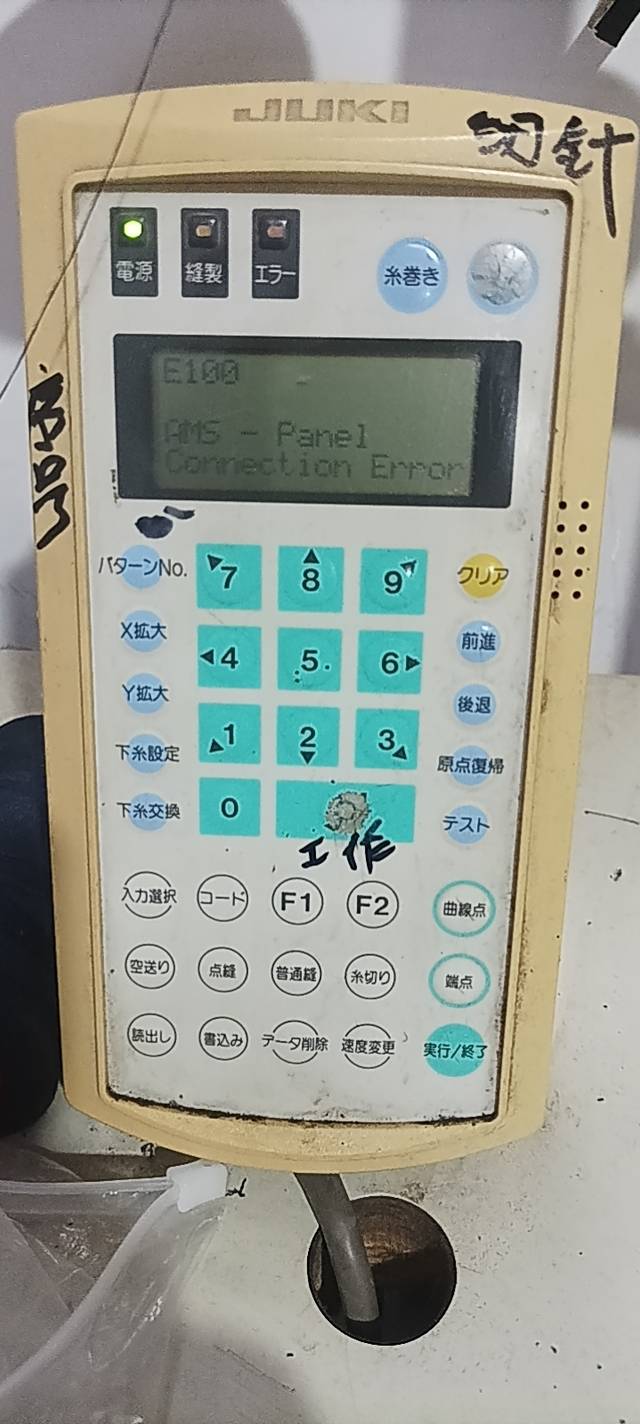 JUKI
電源
縫製
エラー
糸巻き
E100
AMS - Panel
Connection Error
序号
パターンNo.
7
8
9
クリア
X拡大
4
5
6
前進
Y拡大
後退
下糸設定
1
2
3
原点復帰
下糸交換
0
テスト
工作
入力選択
コード
F1
F2
曲線点
空送り
点縫
普通縫
糸切り
端点
読出し
書込み
データ削除
速度変更
実行/終了